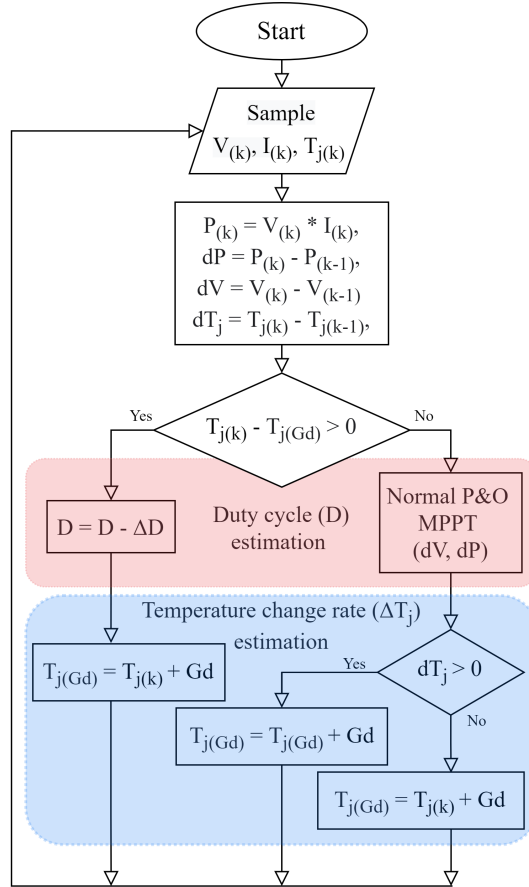 Start
Sample
V(k), I(k), Tj(k)
P(k) = V(k) * I(k),
dP = P(k) - P(k-1),
dV = V(k) - V(k-1)
dTj = Tj(k) - Tj(k-1),
Yes
No
Tj(k) - Tj(Gd) > 0
D = D - ΔD
Duty cycle (D)
estimation
Normal P&O
MPPT
(dV, dP)
Temperature change rate (ΔTj)
estimation
Tj(Gd) = Tj(k) + Gd
Yes
dTj > 0
No
Tj(Gd) = Tj(Gd) + Gd
Tj(Gd) = Tj(k) + Gd